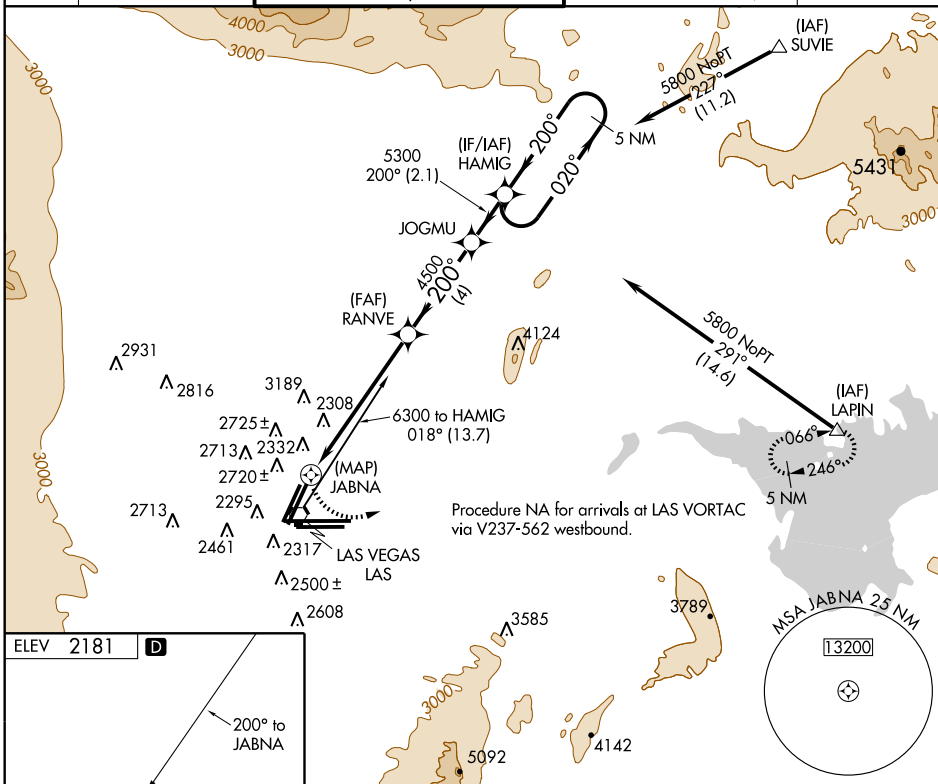 4000
3000
3000
(IAF)
SUVIE
5800 NoPT
227°
(11.2)
200°
020°
5 NM
(IF/IAF)
HAMIG
5300
200° (2.1)
5431
3000
JOGMU
4500
200°
(4)
(FAF)
RANVE
4124
5800 NoPT
291°
(14.6)
(IAF)
LAPIN
066°
246°
5 NM
2931
2816
3189
2308
6300 to HAMIG
018° (13.7)
2725±
2713
2332
2720±
(MAP)
JABNA
3000
2713
2295
2461
2317
LAS VEGAS
LAS
Procedure NA for arrivals at LAS VORTAC
via V237-562 westbound.
2500±
2608
3585
3789
MSA JABNA 25 NM
13200
ELEV 2181 D
200° to
JABNA
3000
5092
4142